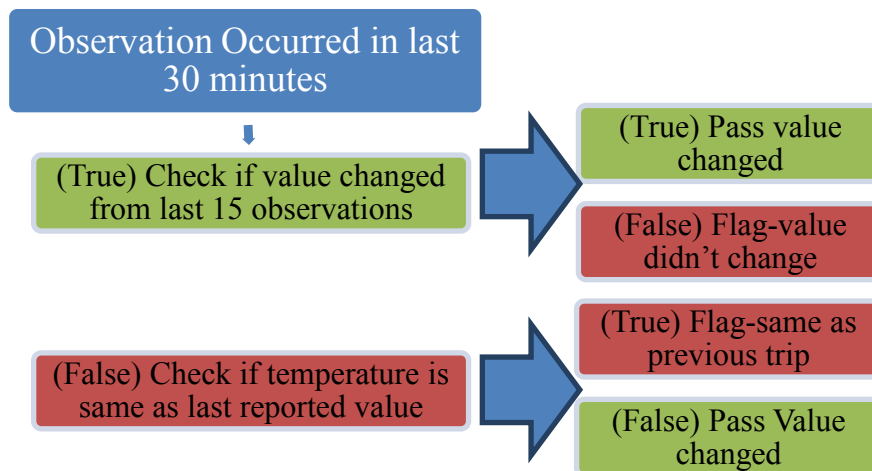 Observation Occurred in last
30 minutes
(True) Check if value changed
from last 15 observations
(True) Pass value
changed
(False) Flag-value
didn’t change
(False) Check if temperature is
same as last reported value
(True) Flag-same as
previous trip
(False) Pass Value
changed